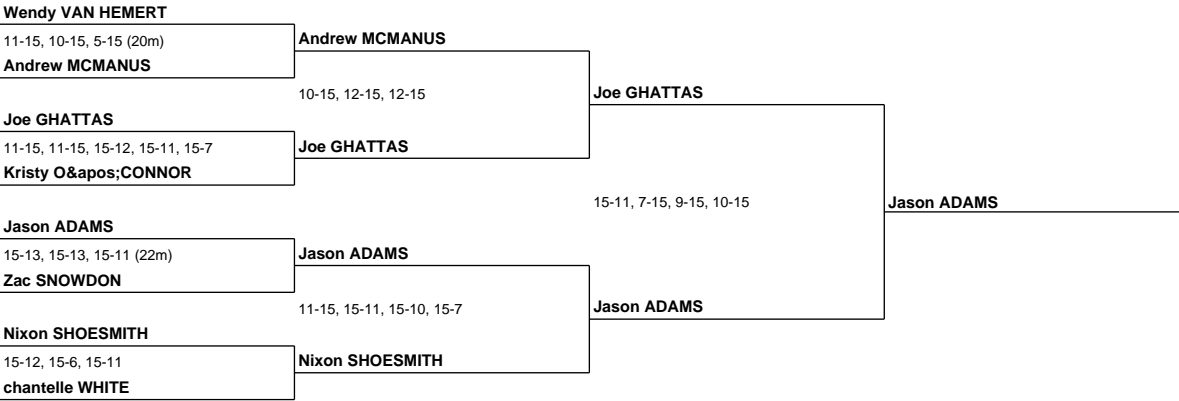 Wendy VAN HEMERT
11-15, 10-15, 5-15 (20m)
Andrew MCMANUS
Joe GHATTAS
11-15, 11-15, 15-12, 15-11, 15-7
Kristy O&apos;CONNOR
Jason ADAMS
15-13, 15-13, 15-11 (22m)
Zac SNOWDON
Nixon SHOESMITH
15-12, 15-6, 15-11
chantelle WHITE
Andrew MCMANUS
10-15, 12-15, 12-15
Joe GHATTAS
Jason ADAMS
11-15, 15-11, 15-10, 15-7
Nixon SHOESMITH
Joe GHATTAS
15-11, 7-15, 9-15, 10-15
Jason ADAMS
Jason ADAMS